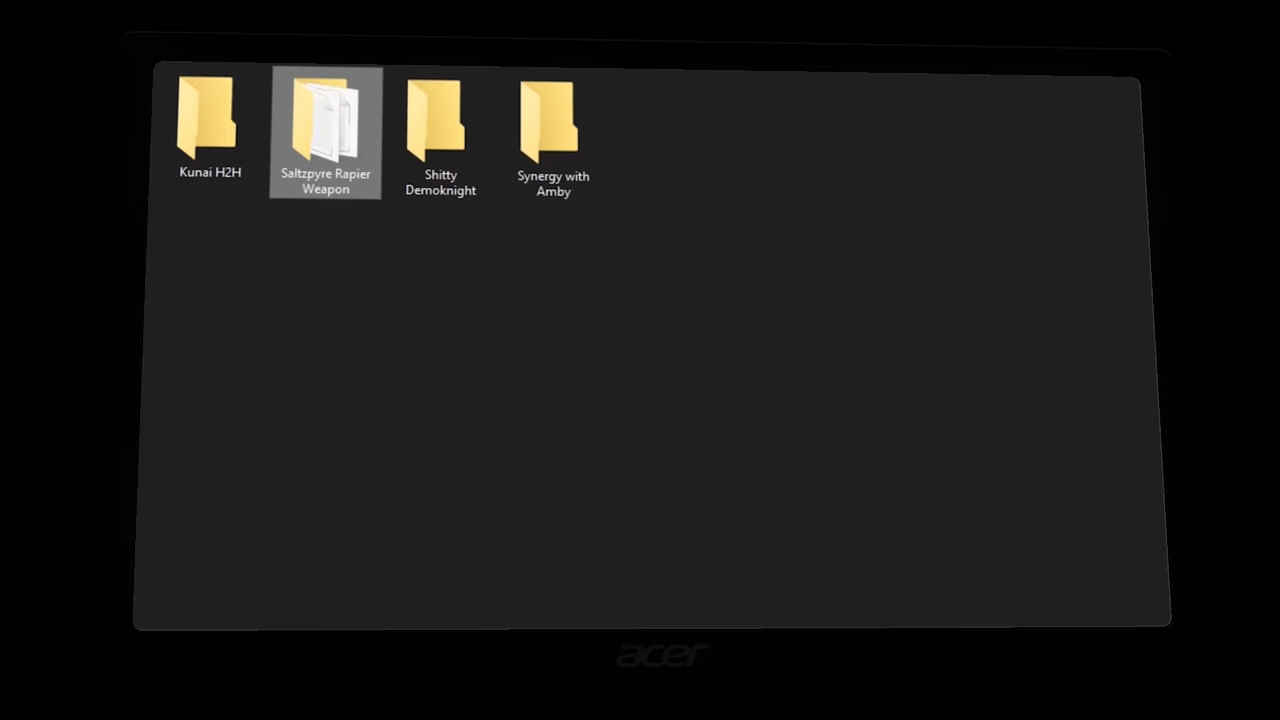 Kunai H2H
Saltzpyre Rapier
Weapon
Shitty
Demoknight
Synergy with
Amby
acer